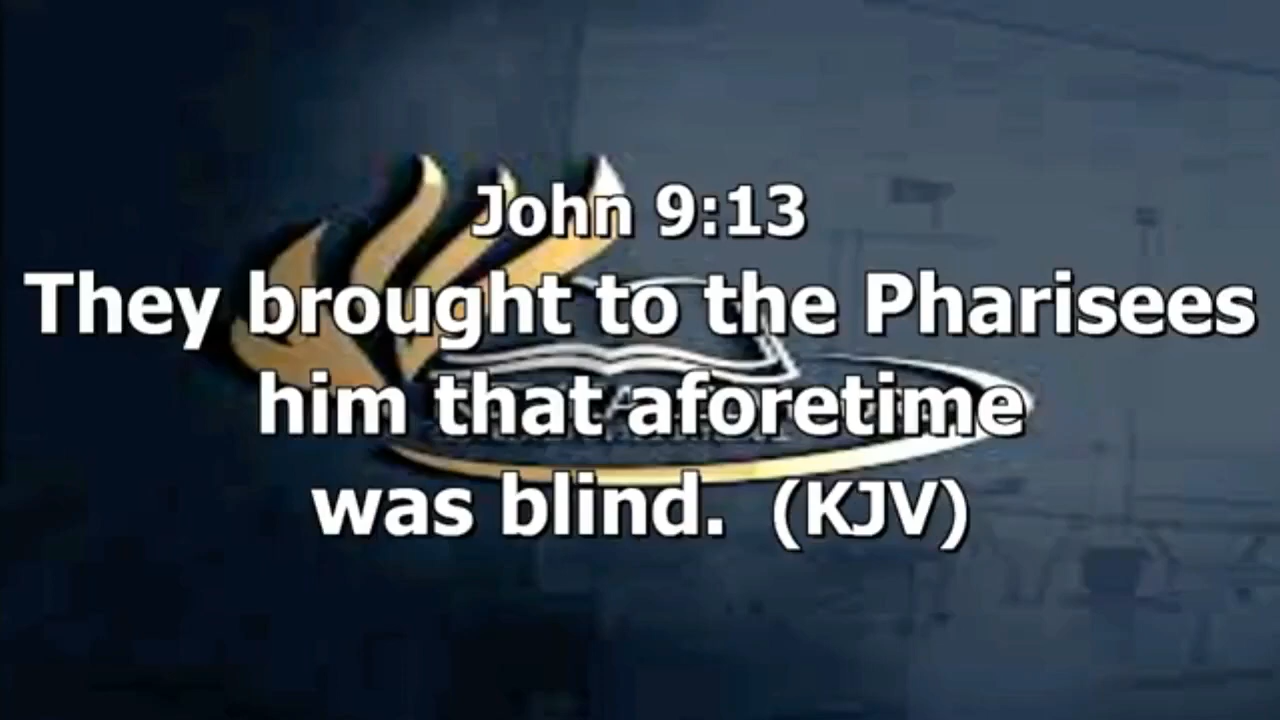 John 9:13
They brought to the Pharisees
him that aforetime
was blind. (KJV)